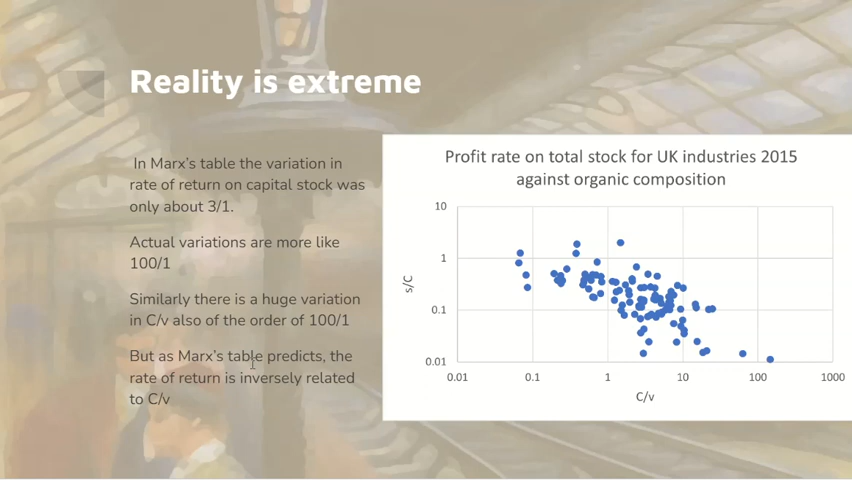 Reality is extreme
In Marx's table the variation in
rate of return on capital stock was
only about 3/1.
Actual variations are more like
100/1
Similarly there is a huge variation
in C/v also of the order of 100/1
But as Marx's table predicts, the
rate of return is inversely related
to C/v
Profit rate on total stock for UK industries 2015
against organic composition
10
1
0.1
0.01
s/C
0.01 0.1 1 10 100 1000
C/v